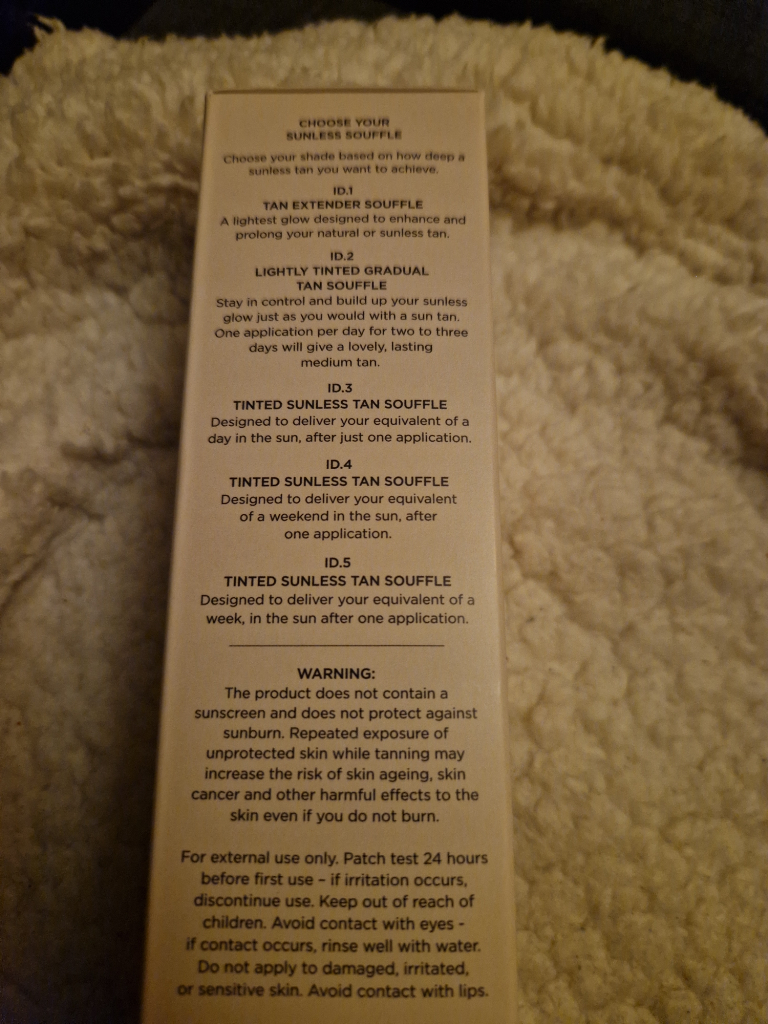 CHOOSE YOUR
SUNLESS SOUFFLE
Choose your shade based on how deep a
sunless tan you want to achieve.
ID.1
TAN EXTENDER SOUFFLE
A lightest glow designed to enhance and
prolong your natural or sunless tan.
ID.2
LIGHTLY TINTED GRADUAL
TAN SOUFFLE
Stay in control and build up your sunless
glow just as you would with a sun tan.
One application per day for two to three
days will give a lovely, lasting
medium tan.
ID.3
TINTED SUNLESS TAN SOUFFLE
Designed to deliver your equivalent of a
day in the sun, after just one application.
ID.4
TINTED SUNLESS TAN SOUFFLE
Designed to deliver your equivalent
of a weekend in the sun, after
one application.
ID.5
TINTED SUNLESS TAN SOUFFLE
Designed to deliver your equivalent of a
week, in the sun after one application.
WARNING:
The product does not contain a
sunscreen and does not protect against
sunburn. Repeated exposure of
unprotected skin while tanning may
increase the risk of skin ageing, skin
cancer and other harmful effects to the
skin even if you do not burn.
For external use only. Patch test 24 hours
before first use – if irritation occurs,
discontinue use. Keep out of reach of
children. Avoid contact with eyes -
if contact occurs, rinse well with water.
Do not apply to damaged, irritated,
or sensitive skin. Avoid contact with lips.